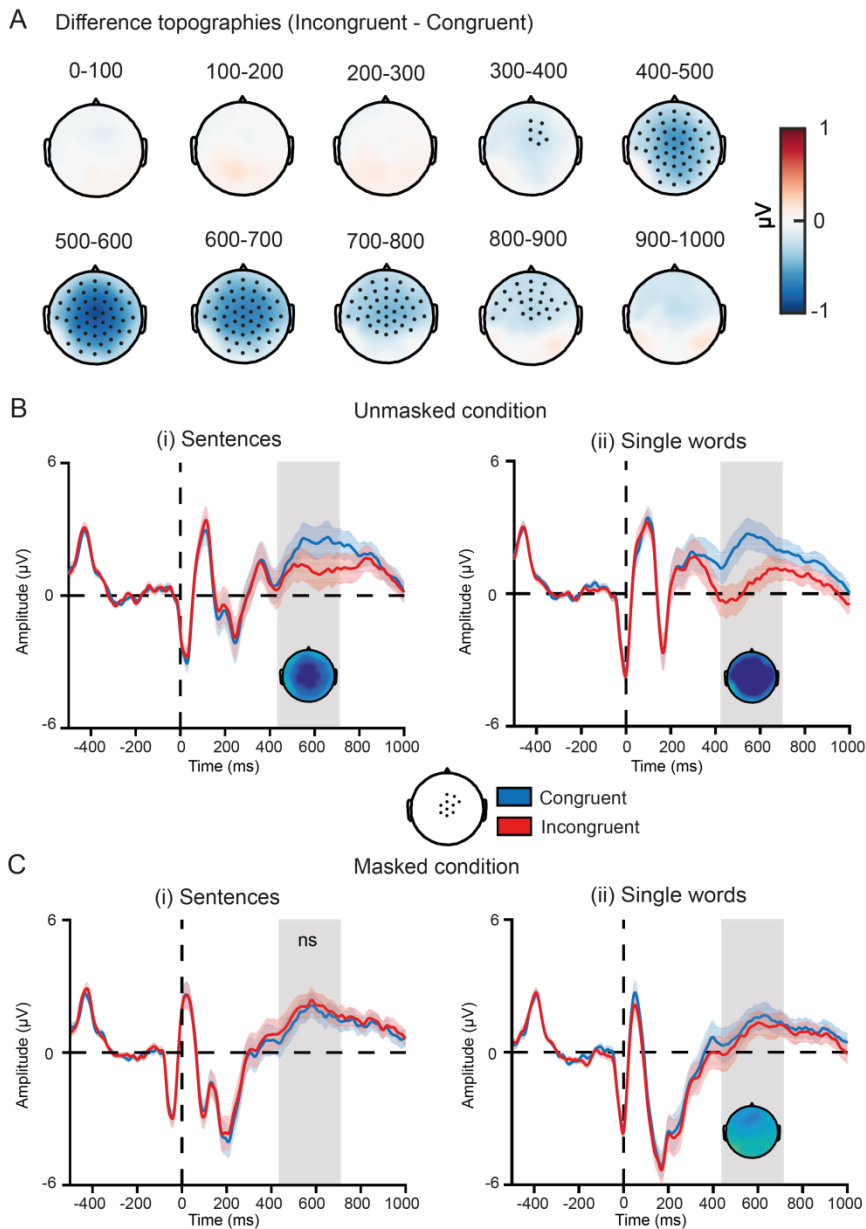 A Difference topographies (Incongruent - Congruent)
0-100 100-200 200-300 300-400 400-500
1
0
-1
µV
500-600 600-700 700-800 800-900 900-1000
B Unmasked condition
(i) Sentences (ii) Single words
6 6
0 0
-6 -6
Amplitude (µV) Amplitude (µV)
-400 -200 0 200 400 600 800 1000 -400 -200 0 200 400 600 800 1000
Time (ms) Time (ms)
Congruent
Incongruent
C Masked condition
(i) Sentences (ii) Single words
6 6
ns
0 0
-6 -6
Amplitude (µV) Amplitude (µV)
-400 -200 0 200 400 600 800 1000 -400 -200 0 200 400 600 800 1000
Time (ms) Time (ms)